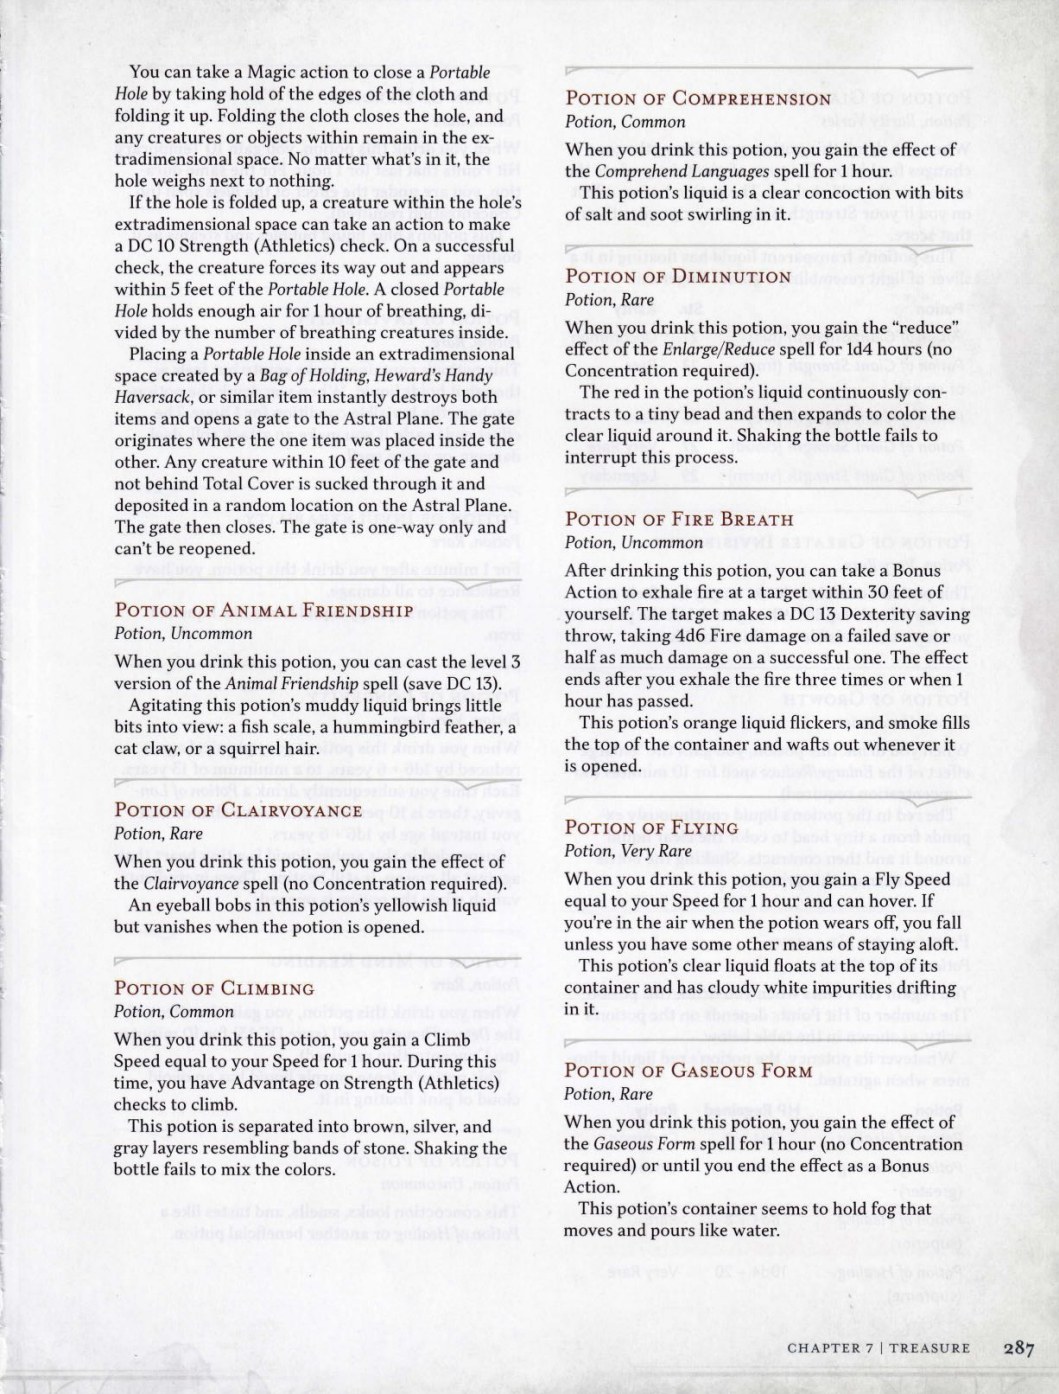 You can take a Magic action to close a Portable
Hole by taking hold of the edges of the cloth and
folding it up. Folding the cloth closes the hole, and
any creatures or objects within remain in the ex-
tradimensional space. No matter what's in it, the
hole weighs next to nothing.
If the hole is folded up, a creature within the hole's
extradimensional space can take an action to make
a DC 10 Strength (Athletics) check. On a successful
check, the creature forces its way out and appears
within 5 feet of the Portable Hole. A closed Portable
Hole holds enough air for 1 hour of breathing, di-
vided by the number of breathing creatures inside.
Placing a Portable Hole inside an extradimensional
space created by a Bag of Holding, Heward's Handy
Haversack, or similar item instantly destroys both
items and opens a gate to the Astral Plane. The gate
originates where the one item was placed inside the
other. Any creature within 10 feet of the gate and
not behind Total Cover is sucked through it and
deposited in a random location on the Astral Plane.
The gate then closes. The gate is one-way only and
can't be reopened.
Potion of Animal Friendship
Potion, Uncommon
When you drink this potion, you can cast the level 3
version of the Animal Friendship spell (save DC 13).
Agitating this potion's muddy liquid brings little
bits into view: a fish scale, a hummingbird feather, a
cat claw, or a squirrel hair.
Potion of Clairvoyance
Potion, Rare
When you drink this potion, you gain the effect of
the Clairvoyance spell (no Concentration required).
An eyeball bobs in this potion's yellowish liquid
but vanishes when the potion is opened.
Potion of Climbing
Potion, Common
When you drink this potion, you gain a Climb
Speed equal to your Speed for 1 hour. During this
time, you have Advantage on Strength (Athletics)
checks to climb.
This potion is separated into brown, silver, and
gray layers resembling bands of stone. Shaking the
bottle fails to mix the colors.
Potion of Comprehension
Potion, Common
When you drink this potion, you gain the effect of
the Comprehend Languages spell for 1 hour.
This potion's liquid is a clear concoction with bits
of salt and soot swirling in it.
Potion of Diminution
Potion, Rare
When you drink this potion, you gain the "reduce"
effect of the Enlarge/Reduce spell for 1d4 hours (no
Concentration required).
The red in the potion's liquid continuously con-
tracts to a tiny bead and then expands to color the
clear liquid around it. Shaking the bottle fails to
interrupt this process.
Potion of Fire Breath
Potion, Uncommon
After drinking this potion, you can take a Bonus
Action to exhale fire at a target within 30 feet of
yourself. The target makes a DC 13 Dexterity saving
throw, taking 4d6 Fire damage on a failed save or
half as much damage on a successful one. The effect
ends after you exhale the fire three times or when 1
hour has passed.
This potion's orange liquid flickers, and smoke fills
the top of the container and wafts out whenever it
is opened.
Potion of Flying
Potion, Very Rare
When you drink this potion, you gain a Fly Speed
equal to your Speed for 1 hour and can hover. If
you're in the air when the potion wears off, you fall
unless you have some other means of staying aloft.
This potion's clear liquid floats at the top of its
container and has cloudy white impurities drifting
in it.
Potion of Gaseous Form
Potion, Rare
When you drink this potion, you gain the effect of
the Gaseous Form spell for 1 hour (no Concentration
required) or until you end the effect as a Bonus
Action.
This potion's container seems to hold fog that
moves and pours like water.
CHAPTER 7 | TREASURE 287